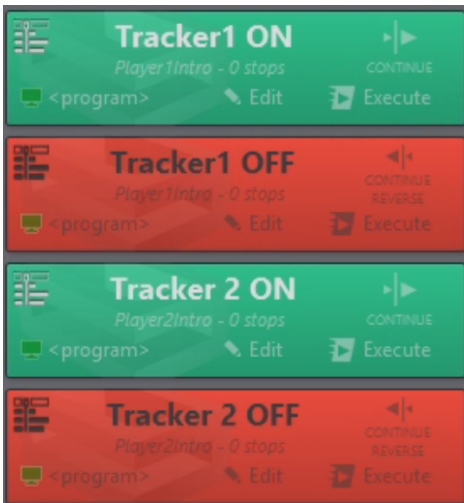 Tracker1 ON
Player1Intro - 0 stops
CONTINUE
<program> Edit Execute
Tracker1 OFF
Player1Intro - 0 stops
CONTINUE
REVERSE
<program> Edit Execute
Tracker 2 ON
Player2Intro - 0 stops
CONTINUE
<program> Edit Execute
Tracker 2 OFF
Player2Intro - 0 stops
CONTINUE
REVERSE
<program> Edit Execute